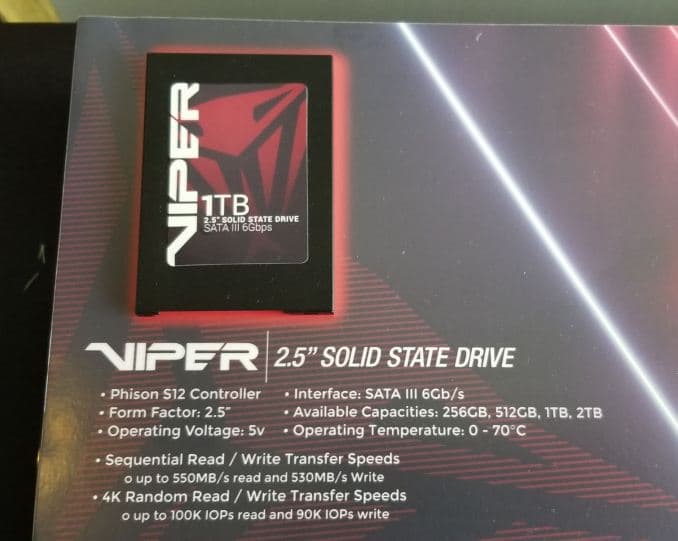 VIPER
1TB
2.5" SOLID STATE DRIVE
SATA III 6Gbps
VIPER | 2.5" SOLID STATE DRIVE
• Phison S12 Controller • Interface: SATA III 6Gb/s
• Form Factor: 2.5" • Available Capacities: 256GB, 512GB, 1TB, 2TB
• Operating Voltage: 5v • Operating Temperature: 0 - 70°C
• Sequential Read / Write Transfer Speeds
o up to 550MB/s read and 530MB/s Write
• 4K Random Read / Write Transfer Speeds
o up to 100K IOPs read and 90K IOPs write